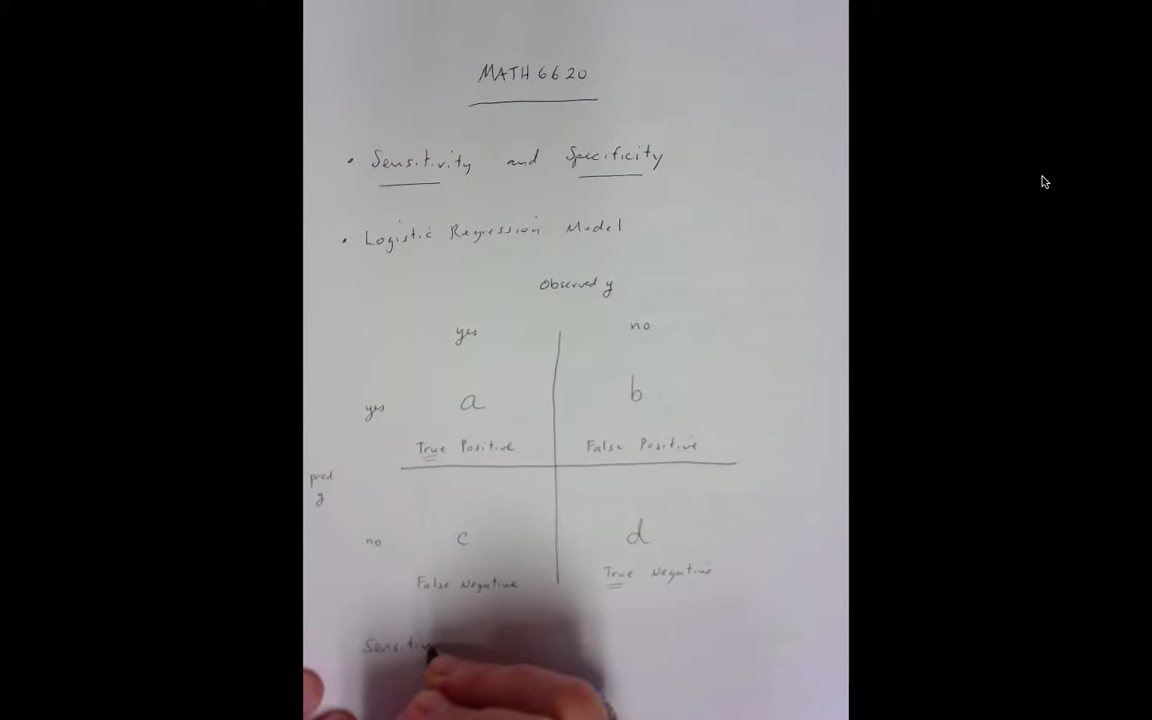 MATH 6620
• Sensitivity and Specificity
• Logistic Regression Model
Observed y
yes no
yes a b
True Positive False Positive
pred
y
no c d
False Negative True Negative
Sensitiv